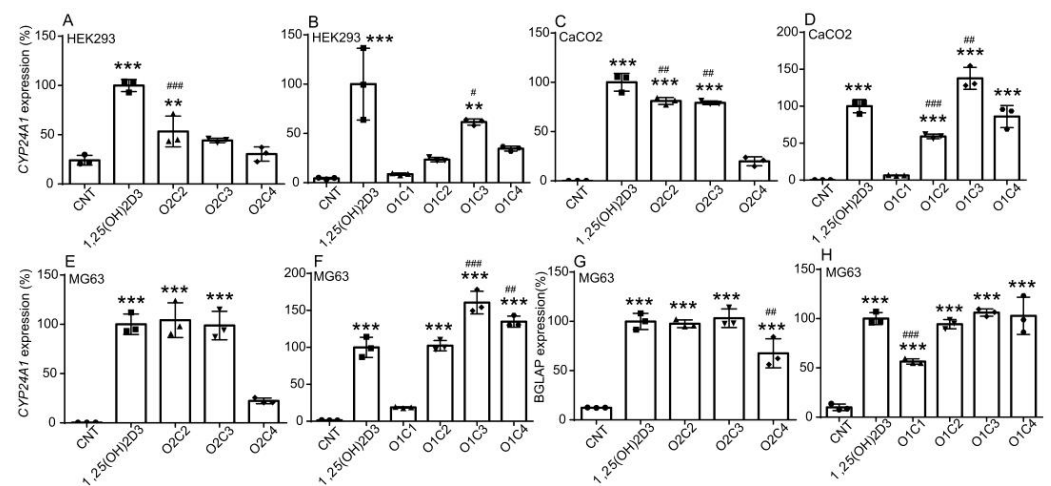 A
HEK293
CYP24A1 expression (%)
150
100
50
0
***
###
**
CNT
1,25(OH)2D3
O2C2
O2C3
O2C4
B
HEK293
150
100
50
0
***
#
**
CNT
1,25(OH)2D3
O1C1
O1C2
O1C3
O1C4
C
CaCO2
150
100
50
0
***
##
***
##
***
CNT
1,25(OH)2D3
O2C2
O2C3
O2C4
D
CaCO2
200
150
100
50
0
***
###
***
##
***
***
CNT
1,25(OH)2D3
O1C1
O1C2
O1C3
O1C4
E
MG63
CYP24A1 expression (%)
150
100
50
0
***
***
***
CNT
1,25(OH)2D3
O2C2
O2C3
O2C4
F
MG63
200
150
100
50
0
***
***
###
***
##
***
CNT
1,25(OH)2D3
O1C1
O1C2
O1C3
O1C4
G
MG63
BGLAP expression(%)
150
100
50
0
***
***
***
##
***
CNT
1,25(OH)2D3
O2C2
O2C3
O2C4
H
MG63
150
100
50
0
***
###
***
***
***
***
CNT
1,25(OH)2D3
O1C1
O1C2
O1C3
O1C4